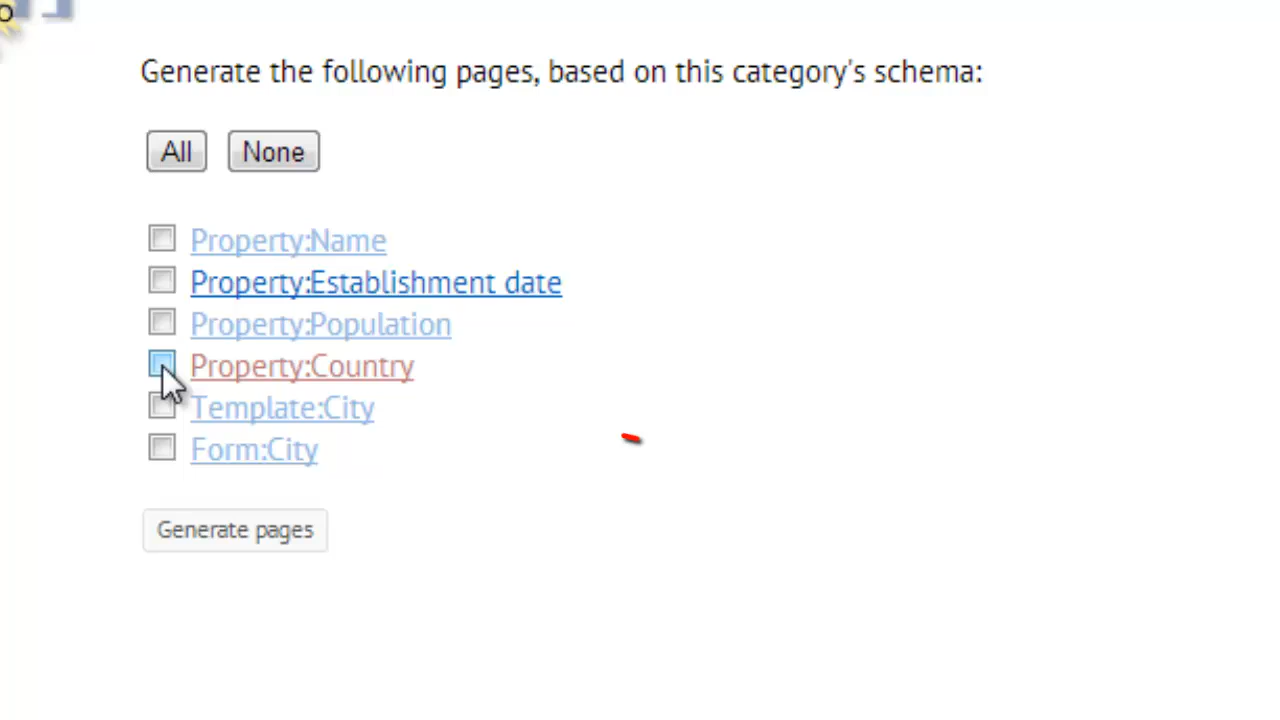 Generate the following pages, based on this category's schema:
All None
Property:Name
Property:Establishment date
Property:Population
Property:Country
Template:City
Form:City
Generate pages